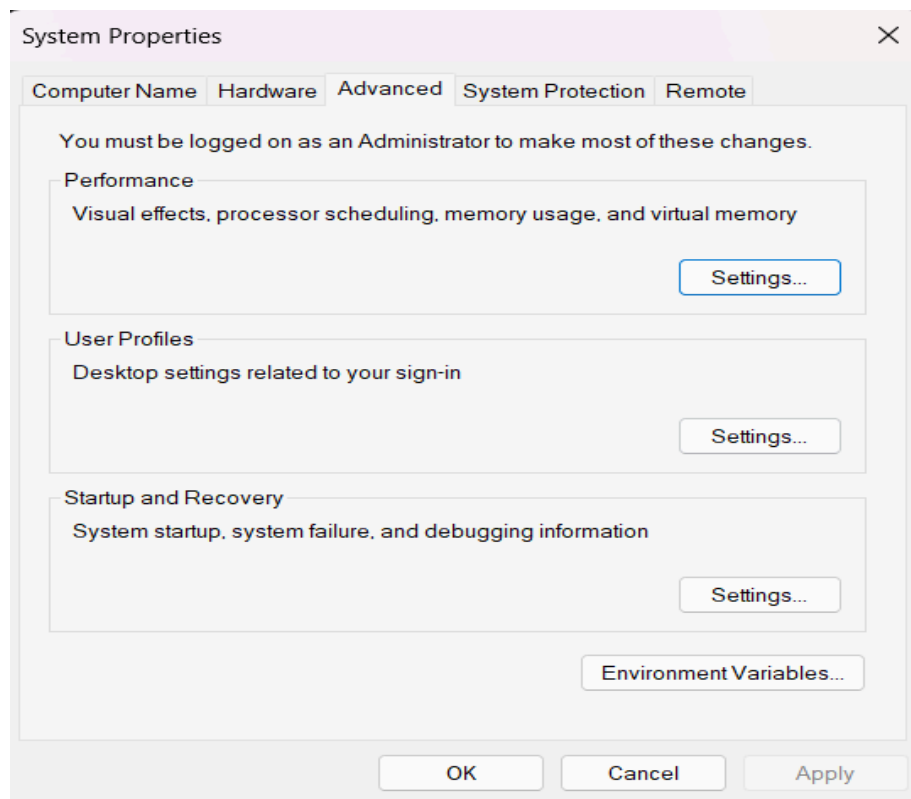 System Properties
Computer Name Hardware Advanced System Protection Remote
You must be logged on as an Administrator to make most of these changes.
Performance
Visual effects, processor scheduling, memory usage, and virtual memory
Settings...
User Profiles
Desktop settings related to your sign-in
Settings...
Startup and Recovery
System startup, system failure, and debugging information
Settings...
Environment Variables...
OK Cancel Apply